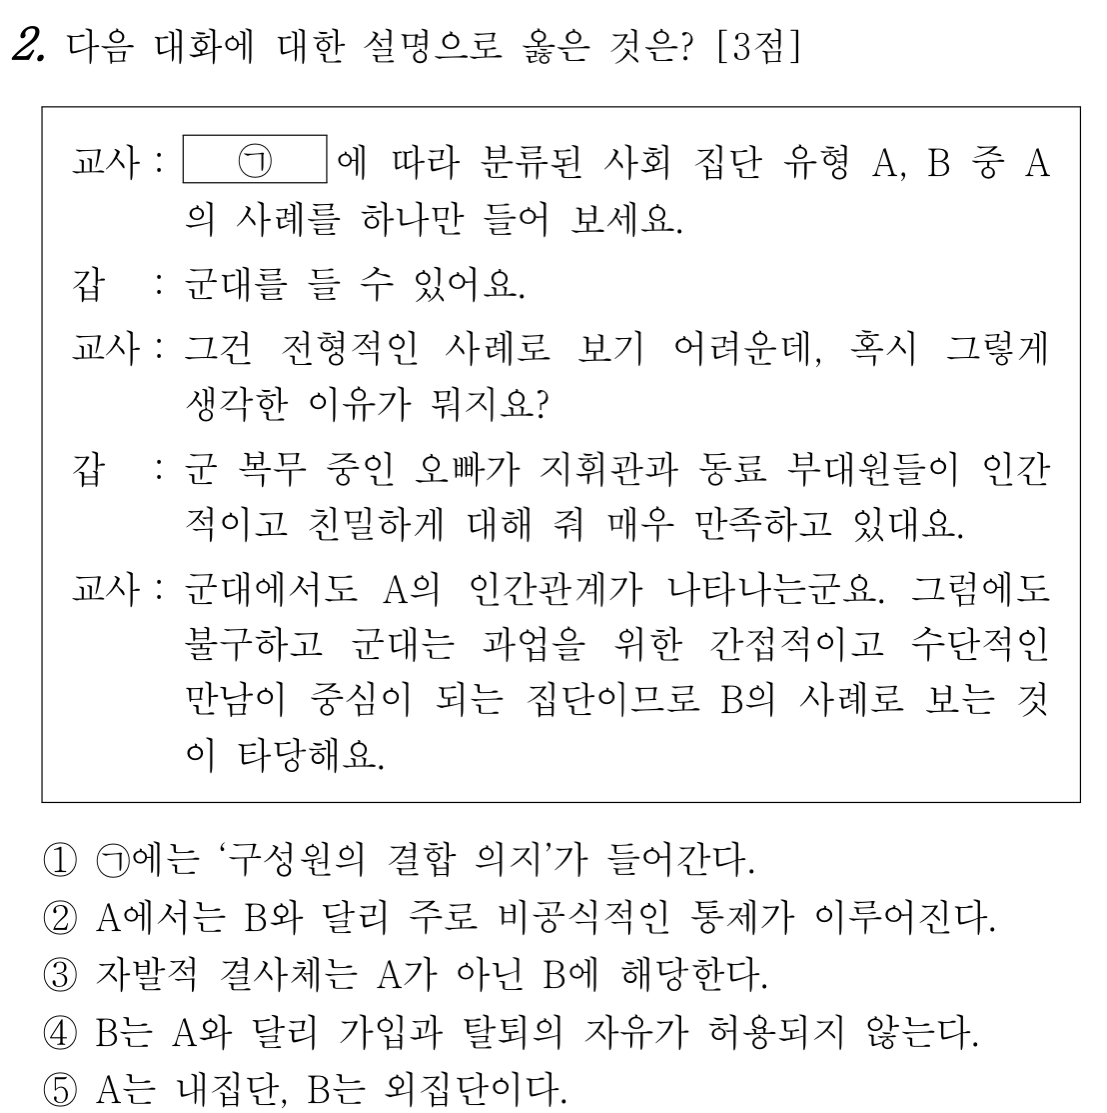 2. 다음 대화에 대한 설명으로 옳은 것은? [3점]
교사 : ㉠ 에 따라 분류된 사회 집단 유형 A, B 중 A
의 사례를 하나만 들어 보세요.
갑 : 군대를 들 수 있어요.
교사 : 그건 전형적인 사례로 보기 어려운데, 혹시 그렇게
생각한 이유가 뭐지요?
갑 : 군 복무 중인 오빠가 지휘관과 동료 부대원들이 인간
적이고 친밀하게 대해 줘 매우 만족하고 있대요.
교사 : 군대에서도 A의 인간관계가 나타나는군요. 그럼에도
불구하고 군대는 과업을 위한 간접적이고 수단적인
만남이 중심이 되는 집단이므로 B의 사례로 보는 것
이 타당해요.
① ㉠에는 ‘구성원의 결합 의지’가 들어간다.
② A에서는 B와 달리 주로 비공식적인 통제가 이루어진다.
③ 자발적 결사체는 A가 아닌 B에 해당한다.
④ B는 A와 달리 가입과 탈퇴의 자유가 허용되지 않는다.
⑤ A는 내집단, B는 외집단이다.